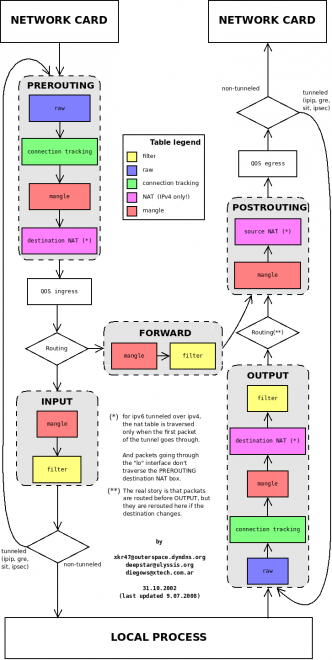 NETWORK CARD
NETWORK CARD
PREROUTING
raw
connection tracking
mangle
destination NAT (*)
QOS ingress
Routing
INPUT
mangle
filter
tunneled
(ipip, gre,
sit, ipsec)
non-tunneled
Table legend
filter
raw
connection tracking
NAT (IPv4 only!)
mangle
FORWARD
mangle
filter
(*) for ipv6 tunneled over ipv4,
the nat table is traversed
only when the first packet
of the tunnel goes through.
And packets going through
the "lo" interface don't
traverse the PREROUTING
destination NAT box.
(**) The real story is that packats
are routed before OUTPUT, but
they are rerouted here if the
destination changes.
by
xkr47@outerspace.dyndns.org
deepstar@ulyssis.org
diegows@xtech.com.ar
31.10.2002
(last updated 9.07.2008)
non-tunneled
tunneled
(ipip, gre,
sit, ipsec)
QOS egress
POSTROUTING
source NAT (*)
mangle
Routing(**)
OUTPUT
filter
destination NAT (*)
mangle
connection tracking
raw
LOCAL PROCESS